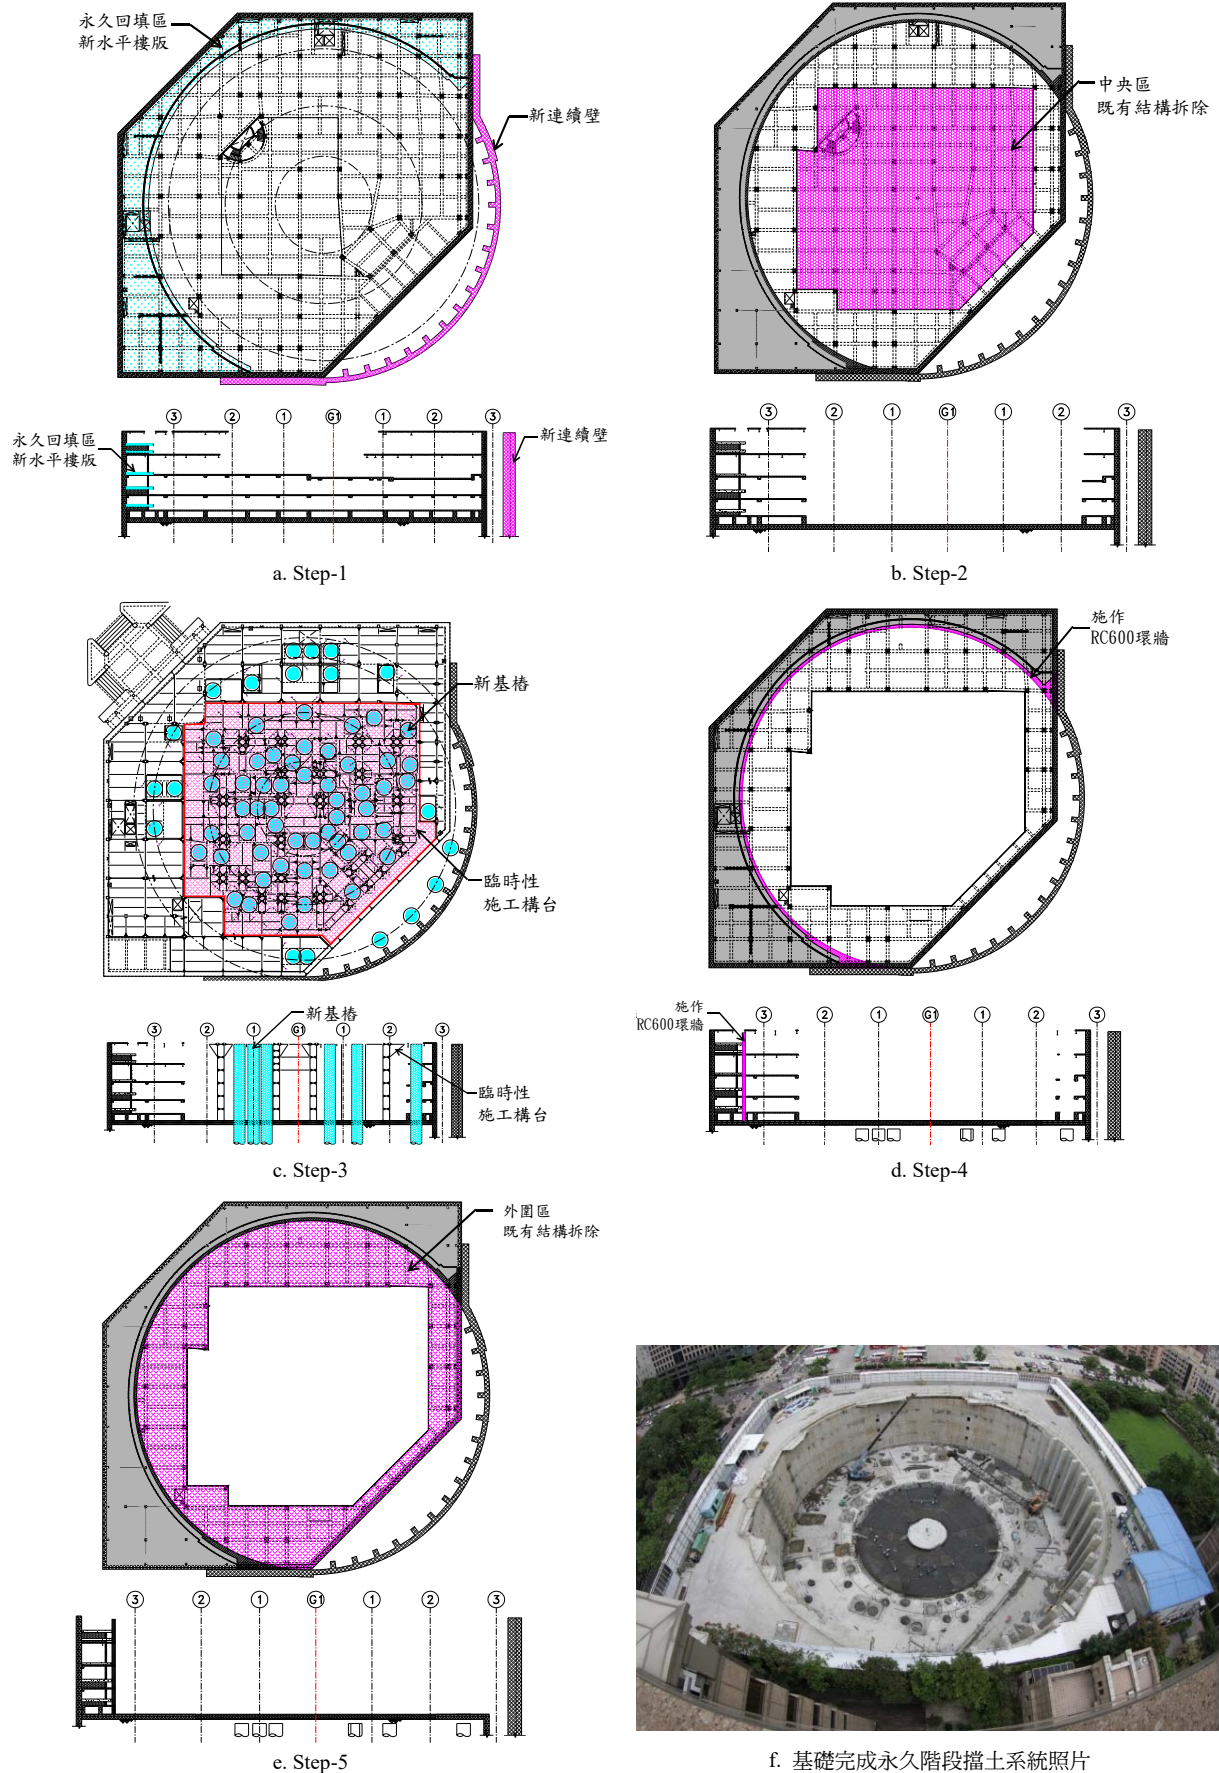 永久回填區
新水平樓版
新連續壁
3 2 1 G1 1 2 3
永久回填區
新水平樓版
新連續壁
a. Step-1
中央區
既有結構拆除
3 2 1 G1 1 2 3
b. Step-2
新基樁
臨時性
施工構台
新基樁
3 2 1 G1 1 2 3
臨時性
施工構台
c. Step-3
施作
RC600環牆
施作
RC600環牆
3 2 1 G1 1 2 3
d. Step-4
外圍區
既有結構拆除
3 2 1 G1 1 2 3
e. Step-5
f. 基礎完成永久階段擋土系統照片